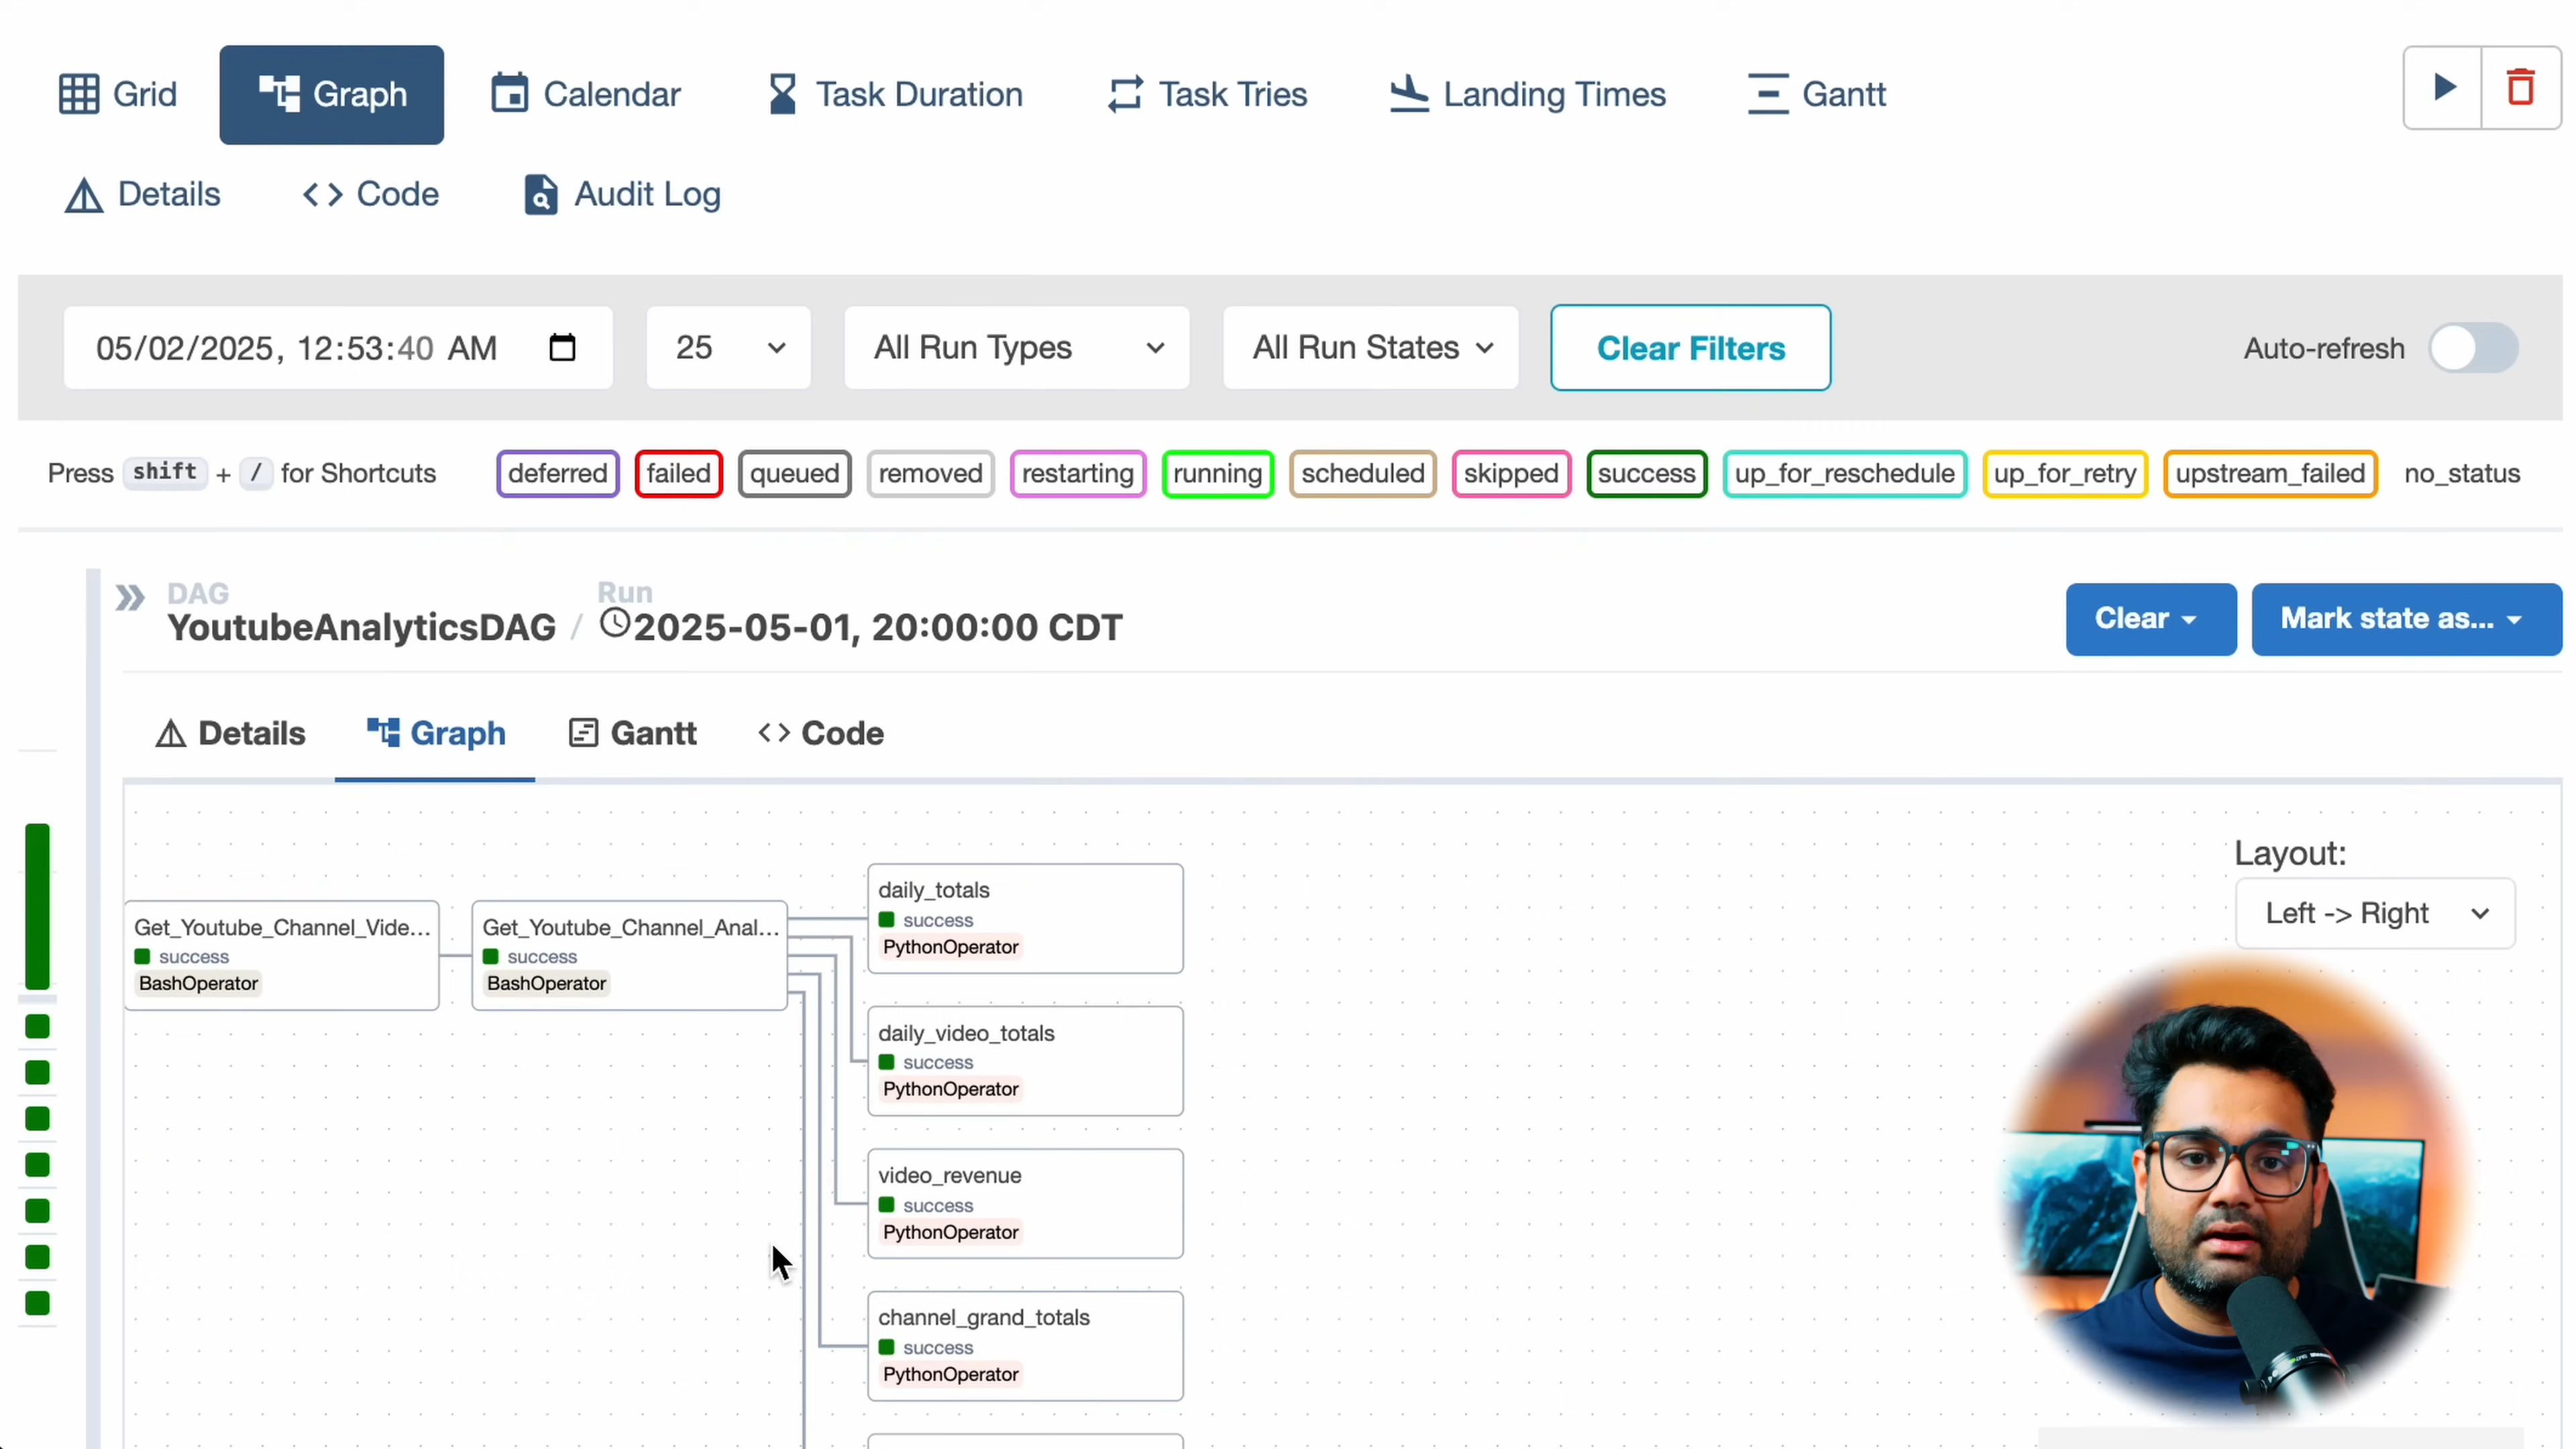 Grid
Graph
Calendar
Task Duration
Task Tries
Landing Times
Gantt
Details
Code
Audit Log
05/02/2025, 12:53:40 AM
25
All Run Types
All Run States
Clear Filters
Auto-refresh
Press shift + / for Shortcuts
deferred
failed
queued
removed
restarting
running
scheduled
skipped
success
up_for_reschedule
up_for_retry
upstream_failed
no_status
DAG
YoutubeAnalyticsDAG
/
Run
2025-05-01, 20:00:00 CDT
Clear
Mark state as...
Details
Graph
Gantt
Code
Layout:
Left -> Right
Get_Youtube_Channel_Vide...
success
BashOperator
Get_Youtube_Channel_Anal...
success
BashOperator
daily_totals
success
PythonOperator
daily_video_totals
success
PythonOperator
video_revenue
success
PythonOperator
channel_grand_totals
success
PythonOperator